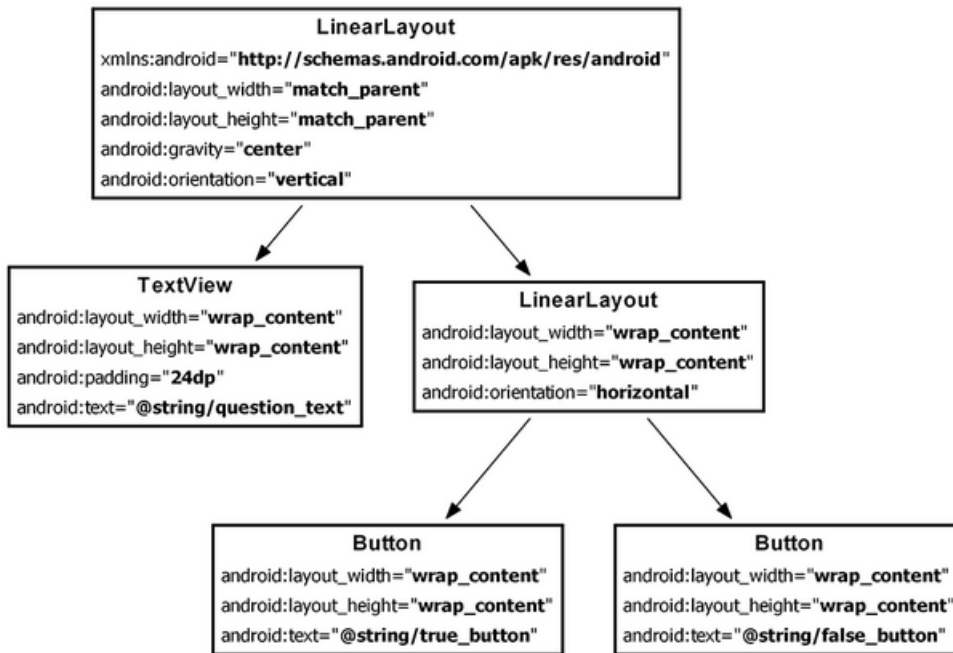 LinearLayout
xmlns:android="http://schemas.android.com/apk/res/android"
android:layout_width="match_parent"
android:layout_height="match_parent"
android:gravity="center"
android:orientation="vertical"
TextView
android:layout_width="wrap_content"
android:layout_height="wrap_content"
android:padding="24dp"
android:text="@string/question_text"
LinearLayout
android:layout_width="wrap_content"
android:layout_height="wrap_content"
android:orientation="horizontal"
Button
android:layout_width="wrap_content"
android:layout_height="wrap_content"
android:text="@string/true_button"
Button
android:layout_width="wrap_content"
android:layout_height="wrap_content"
android:text="@string/false_button"